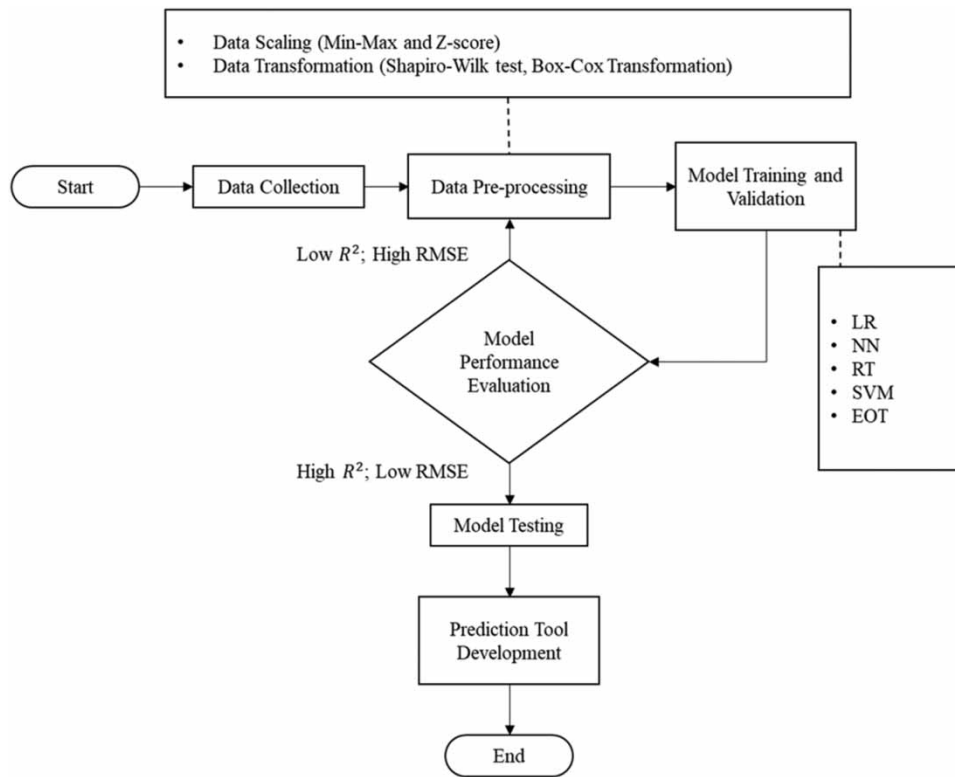 • Data Scaling (Min-Max and Z-score)
• Data Transformation (Shapiro-Wilk test, Box-Cox Transformation)
Start
Data Collection
Data Pre-processing
Model Training and
Validation
Low R²; High RMSE
Model
Performance
Evaluation
• LR
• NN
• RT
• SVM
• EOT
High R²; Low RMSE
Model Testing
Prediction Tool
Development
End